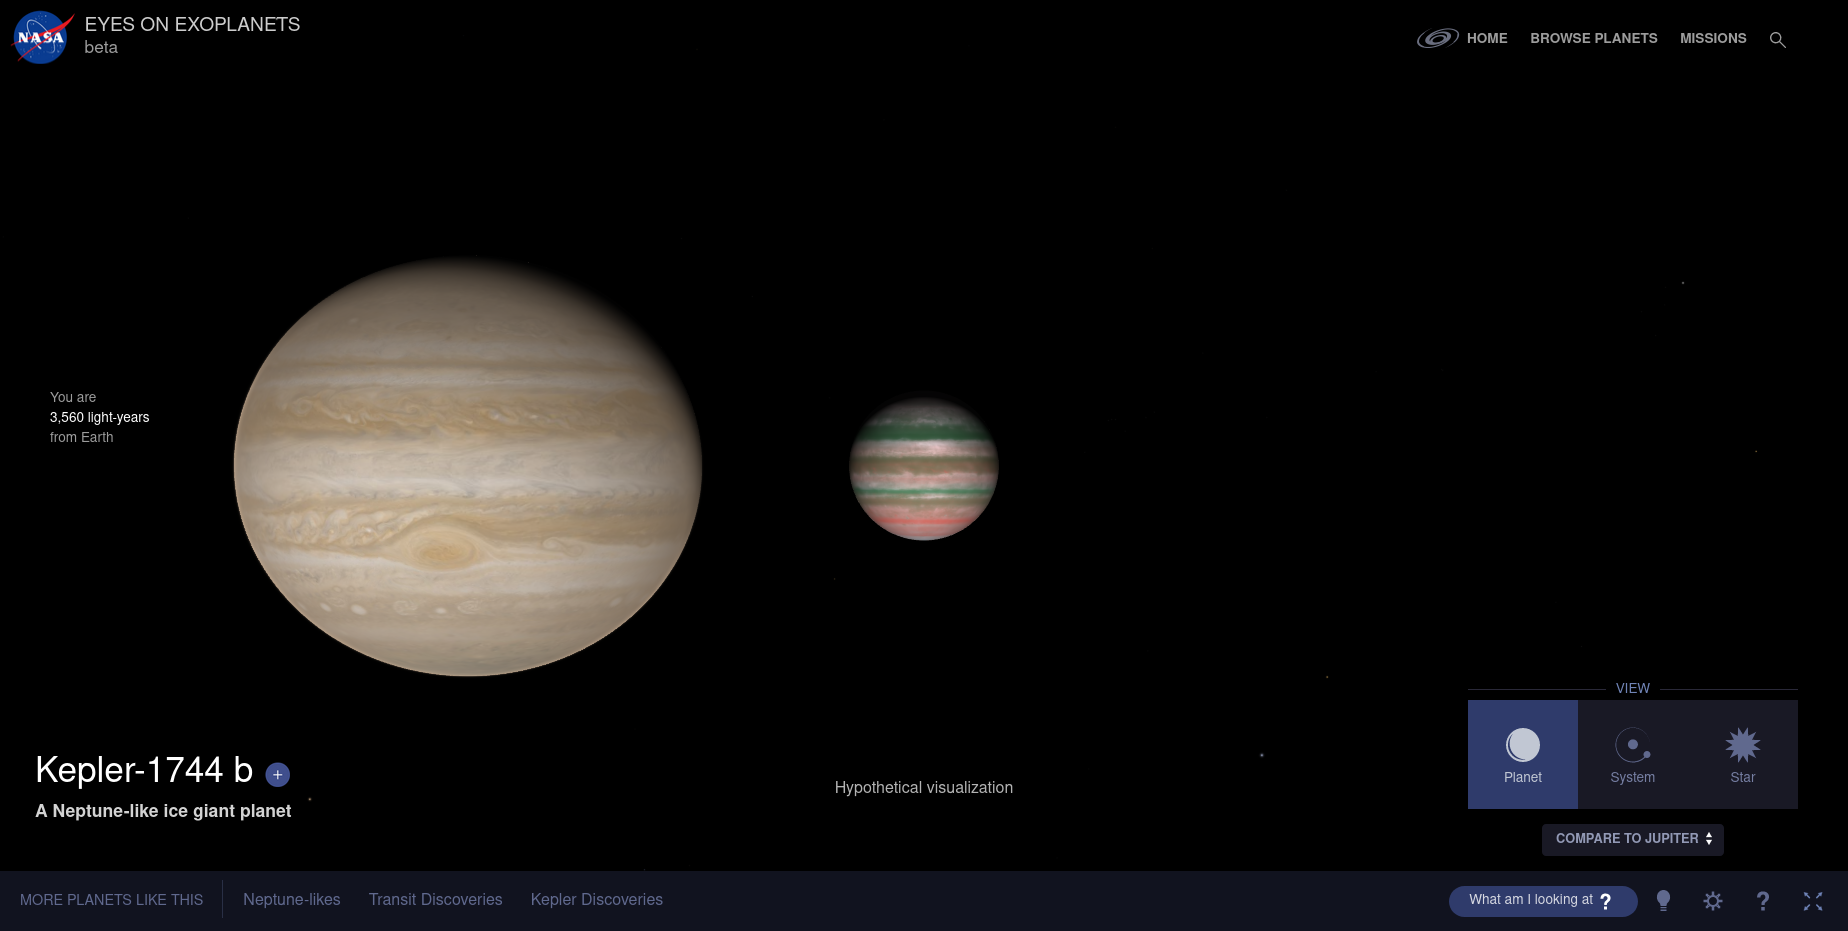 NASA
EYES ON EXOPLANETS
beta
HOME
BROWSE PLANETS
MISSIONS
You are
3,560 light-years
from Earth
Kepler-1744 b +
A Neptune-like ice giant planet
Hypothetical visualization
VIEW
Planet
System
Star
COMPARE TO JUPITER
MORE PLANETS LIKE THIS
Neptune-likes
Transit Discoveries
Kepler Discoveries
What am I looking at ?
?